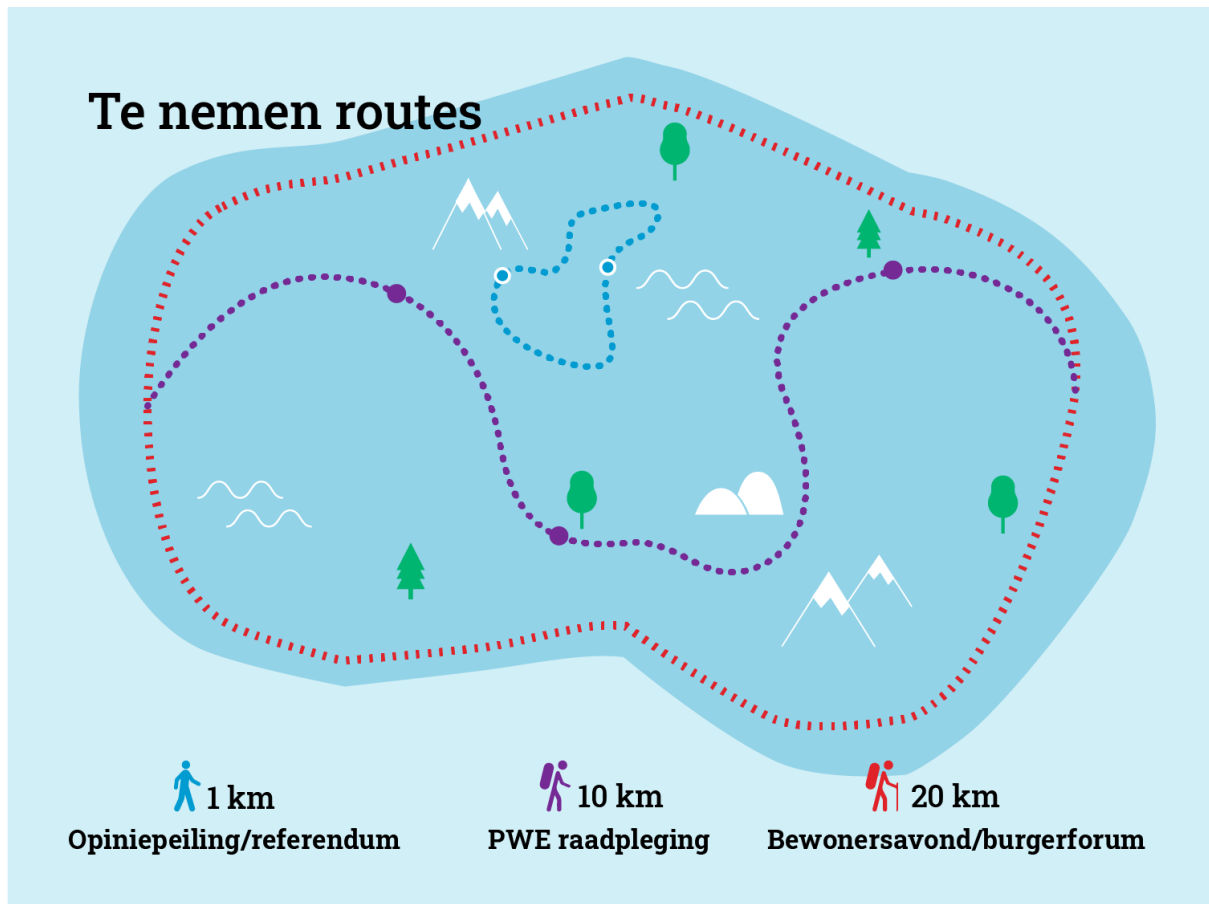 Te nemen routes
1 km
Opiniepeiling/referendum
10 km
PWE raadpleging
20 km
Bewonersavond/burgerforum